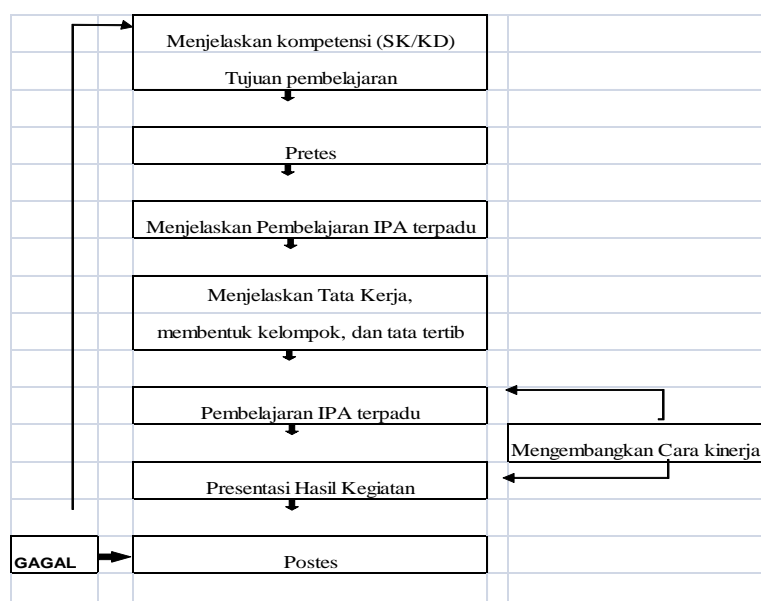 Menjelaskan kompetensi (SK/KD)
Tujuan pembelajaran
Pretes
Menjelaskan Pembelajaran IPA terpadu
Menjelaskan Tata Kerja,
membentuk kelompok, dan tata tertib
Pembelajaran IPA terpadu
Mengembangkan Cara kinerja
Presentasi Hasil Kegiatan
GAGAL
Postes